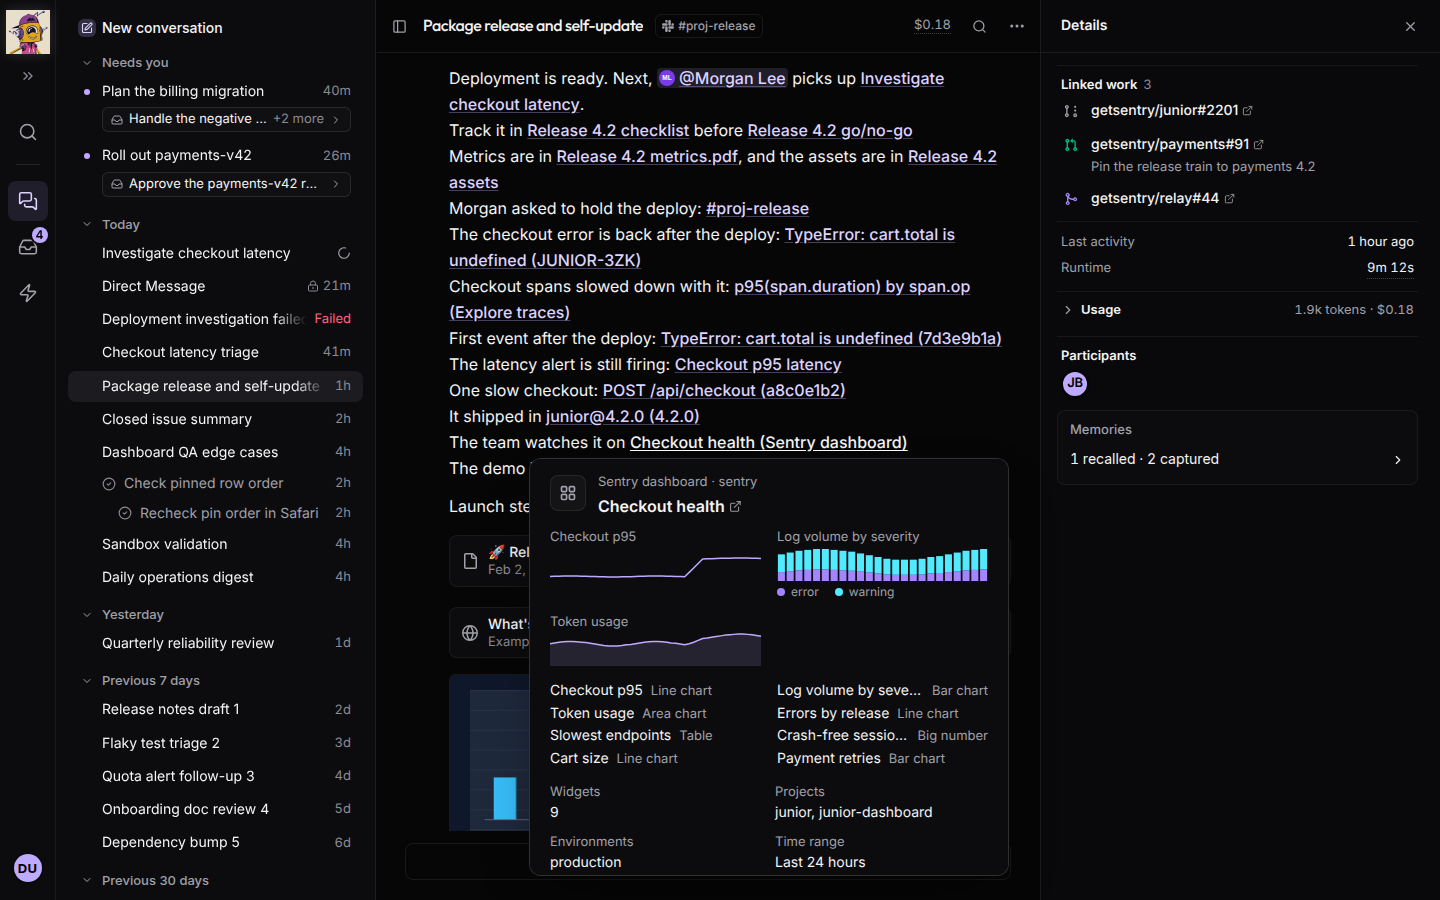 New conversation
Needs you
Plan the billing migration 40m
Handle the negative ... +2 more
Roll out payments-v42 26m
Approve the payments-v42 r...
Today
Investigate checkout latency
Direct Message 21m
Deployment investigation failed Failed
Checkout latency triage 41m
Package release and self-update 1h
Closed issue summary 2h
Dashboard QA edge cases 4h
Check pinned row order 2h
Recheck pin order in Safari 2h
Sandbox validation 4h
Daily operations digest 4h
Yesterday
Quarterly reliability review 1d
Previous 7 days
Release notes draft 1 2d
Flaky test triage 2 3d
Quota alert follow-up 3 4d
Onboarding doc review 4 5d
Dependency bump 5 6d
Previous 30 days
4
DU
Package release and self-update #proj-release $0.18
Deployment is ready. Next, ML @Morgan Lee picks up Investigate
checkout latency.
Track it in Release 4.2 checklist before Release 4.2 go/no-go
Metrics are in Release 4.2 metrics.pdf, and the assets are in Release 4.2
assets
Morgan asked to hold the deploy: #proj-release
The checkout error is back after the deploy: TypeError: cart.total is
undefined (JUNIOR-3ZK)
Checkout spans slowed down with it: p95(span.duration) by span.op
(Explore traces)
First event after the deploy: TypeError: cart.total is undefined (7d3e9b1a)
The latency alert is still firing: Checkout p95 latency
One slow checkout: POST /api/checkout (a8c0e1b2)
It shipped in junior@4.2.0 (4.2.0)
The team watches it on Checkout health (Sentry dashboard)
The demo
Launch ste
🚀 Rel
Feb 2,
What's
Examp
Sentry dashboard · sentry
Checkout health
Checkout p95
Log volume by severity
error warning
Token usage
Checkout p95 Line chart
Log volume by seve... Bar chart
Token usage Area chart
Errors by release Line chart
Slowest endpoints Table
Crash-free sessio... Big number
Cart size Line chart
Payment retries Bar chart
Widgets
9
Projects
junior, junior-dashboard
Environments
production
Time range
Last 24 hours
Details
Linked work 3
getsentry/junior#2201
getsentry/payments#91
Pin the release train to payments 4.2
getsentry/relay#44
Last activity 1 hour ago
Runtime 9m 12s
Usage 1.9k tokens · $0.18
Participants
JB
Memories
1 recalled · 2 captured